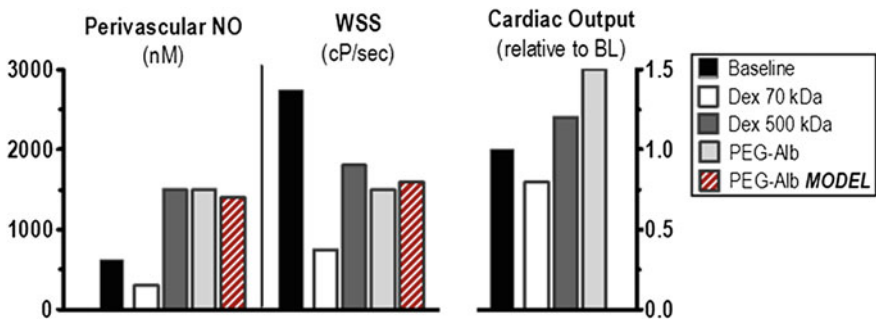 Perivascular NO
(nM)
WSS
(cP/sec)
Cardiac Output
(relative to BL)
3000
2000
1000
0
1.5
1.0
0.5
0.0
Baseline
Dex 70 kDa
Dex 500 kDa
PEG-Alb
PEG-Alb MODEL